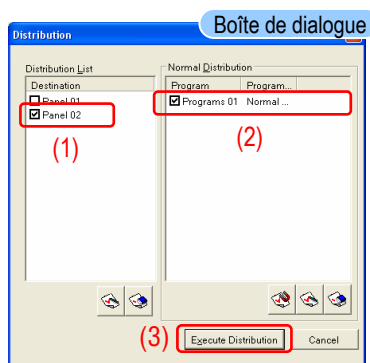 Boîte de dialogue
Distribution
Distribution List
Destination
Panel 01
Panel 02
(1)
Normal Distribution
Program Program...
Programs 01 Normal ...
(2)
(3)
Execute Distribution
Cancel